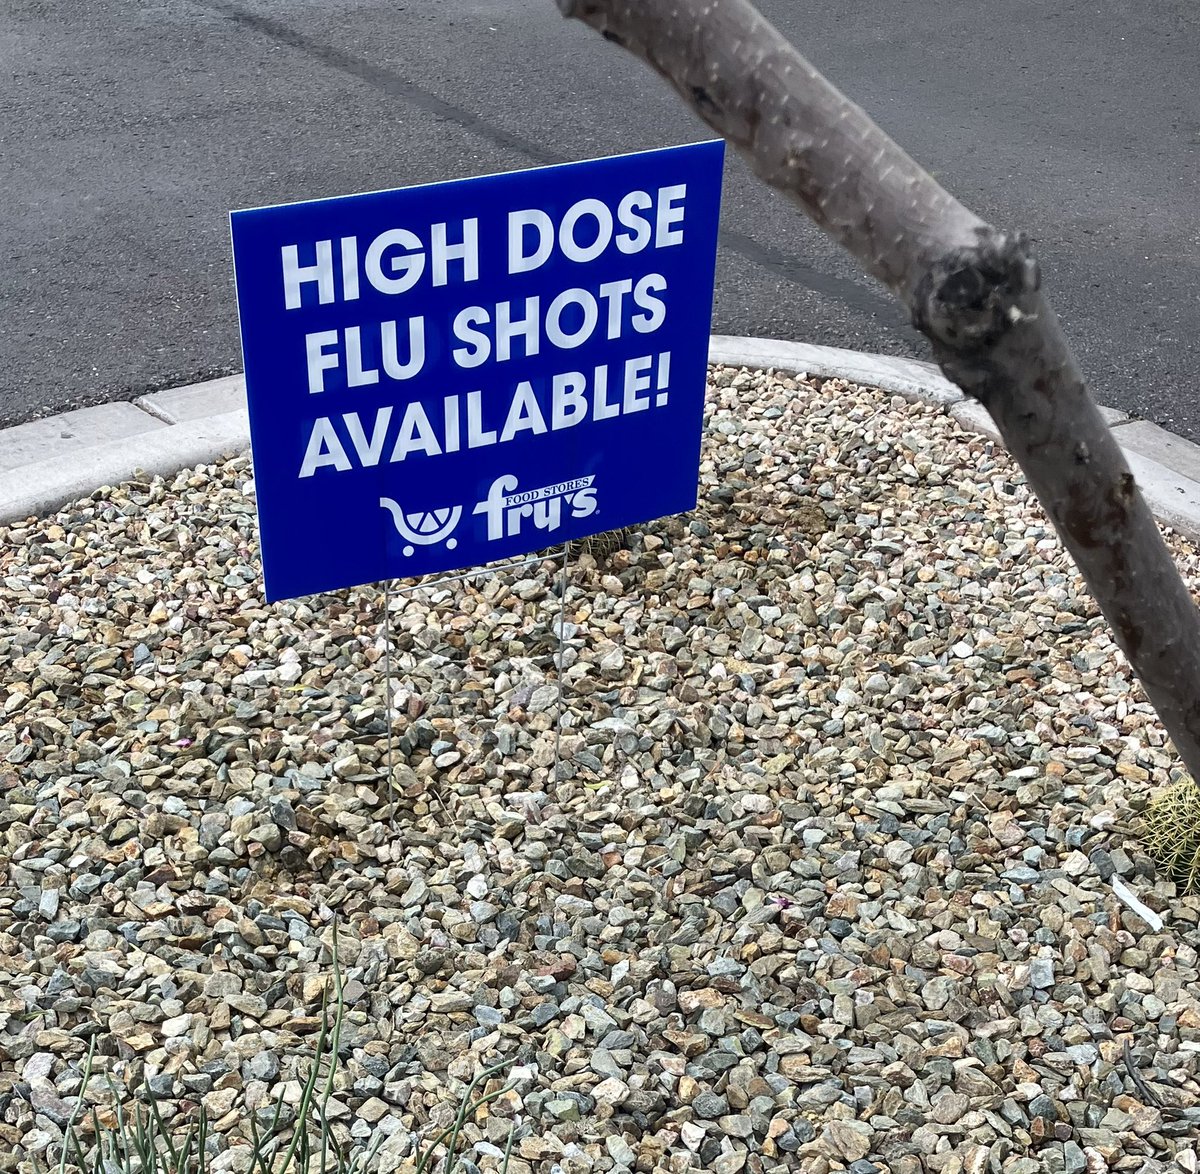 HIGH DOSE
FLU SHOTS
AVAILABLE!
fry's FOOD STORES